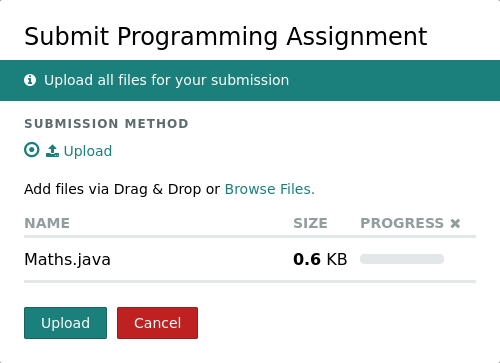 Submit Programming Assignment
Upload all files for your submission
SUBMISSION METHOD
Upload
Add files via Drag & Drop or Browse Files.
NAME SIZE PROGRESS
Maths.java 0.6 KB
Upload Cancel